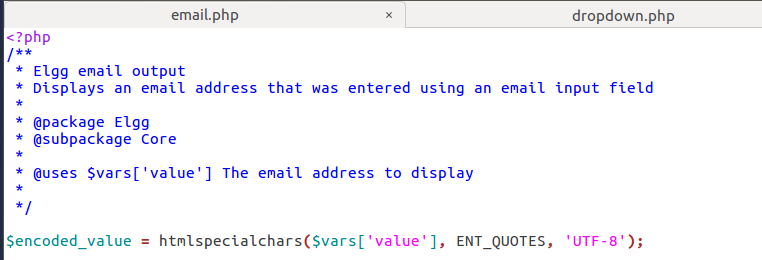 email.php × dropdown.php
<?php
/**
 * Elgg email output
 * Displays an email address that was entered using an email input field
 *
 * @package Elgg
 * @subpackage Core
 *
 * @uses $vars['value'] The email address to display
 *
 */
$encoded_value = htmlspecialchars($vars['value'], ENT_QUOTES, 'UTF-8');